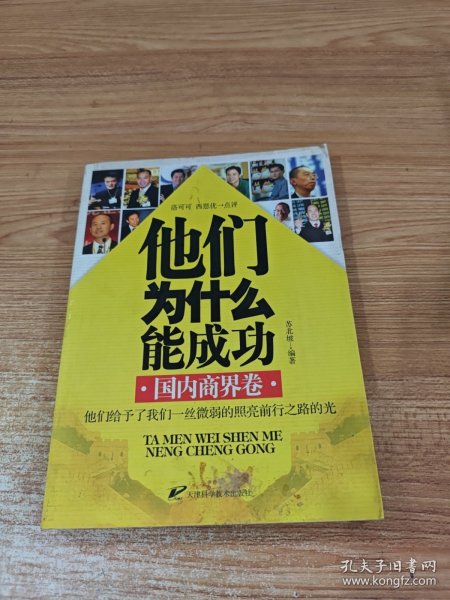 洛可可 西恩优一点评
他们
为什么
能成功
苏北坡 编著
·国内商界卷·
他们给予了我们一丝微弱的照亮前行之路的光
TA MEN WEI SHEN ME
NENG CHENG GONG
天津科学技术出版社
孔夫子旧书网
www.kongfz.com